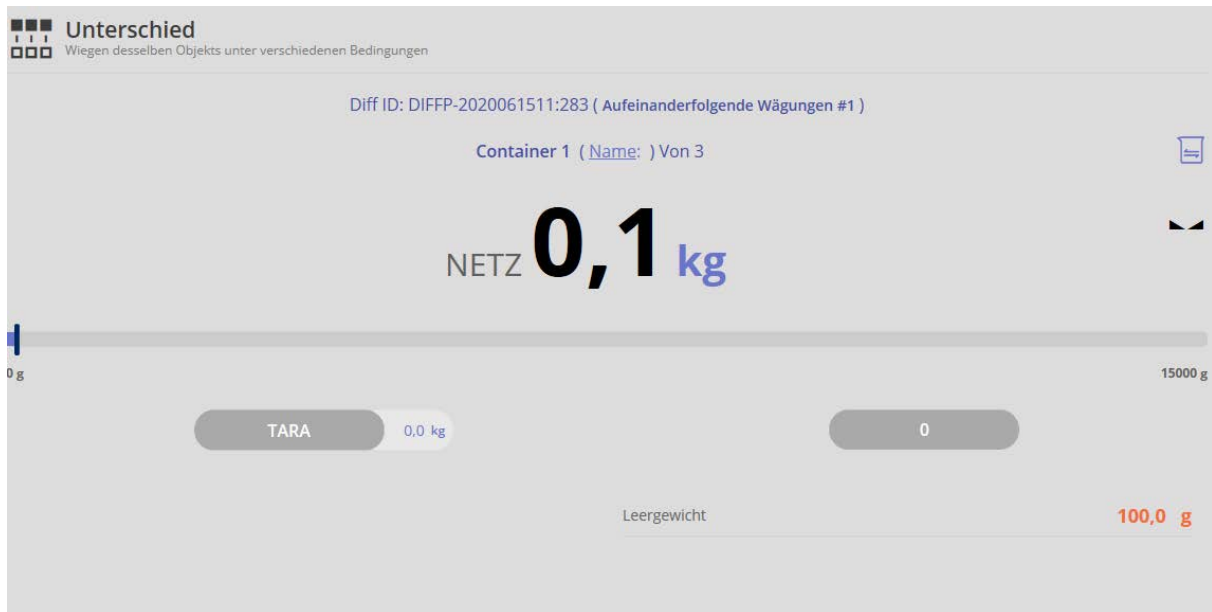 Unterschied
Wiegen desselben Objekts unter verschiedenen Bedingungen
Diff ID: DIFFP-2020061511:283 ( Aufeinanderfolgende Wägungen #1 )
Container 1 ( Name: ) Von 3
NETZ 0,1 kg
0 g 15000 g
TARA 0,0 kg 0
Leergewicht 100,0 g